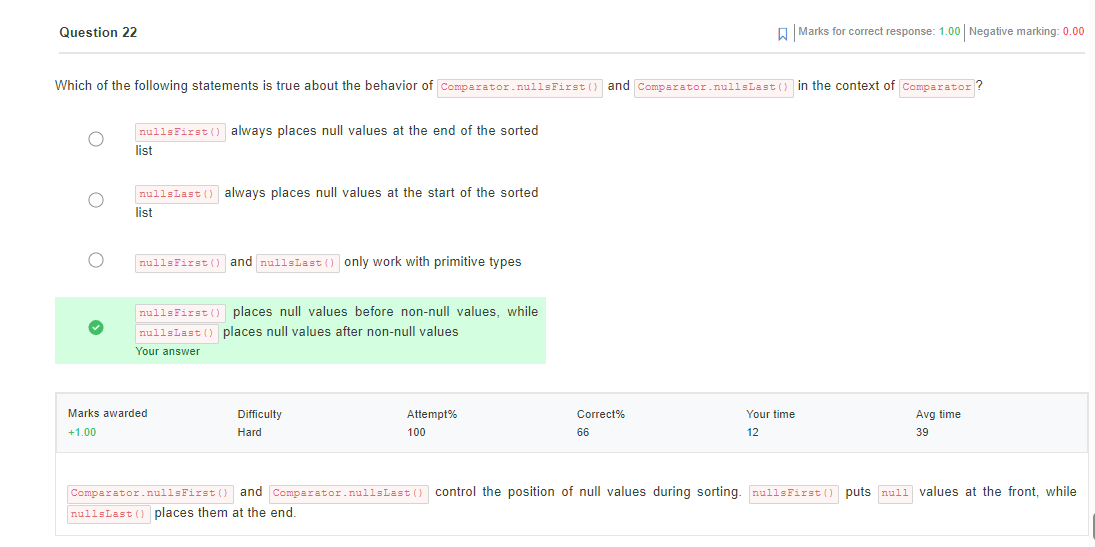 Question 22
Marks for correct response: 1.00 Negative marking: 0.00
Which of the following statements is true about the behavior of Comparator.nullsFirst() and Comparator.nullsLast() in the context of Comparator ?
nullsFirst() always places null values at the end of the sorted
list
nullsLast() always places null values at the start of the sorted
list
nullsFirst() and nullsLast() only work with primitive types
nullsFirst() places null values before non-null values, while
nullsLast() places null values after non-null values
Your answer
Marks awarded Difficulty Attempt% Correct% Your time Avg time
+1.00 Hard 100 66 12 39
Comparator.nullsFirst() and Comparator.nullsLast() control the position of null values during sorting. nullsFirst() puts null values at the front, while
nullsLast() places them at the end.